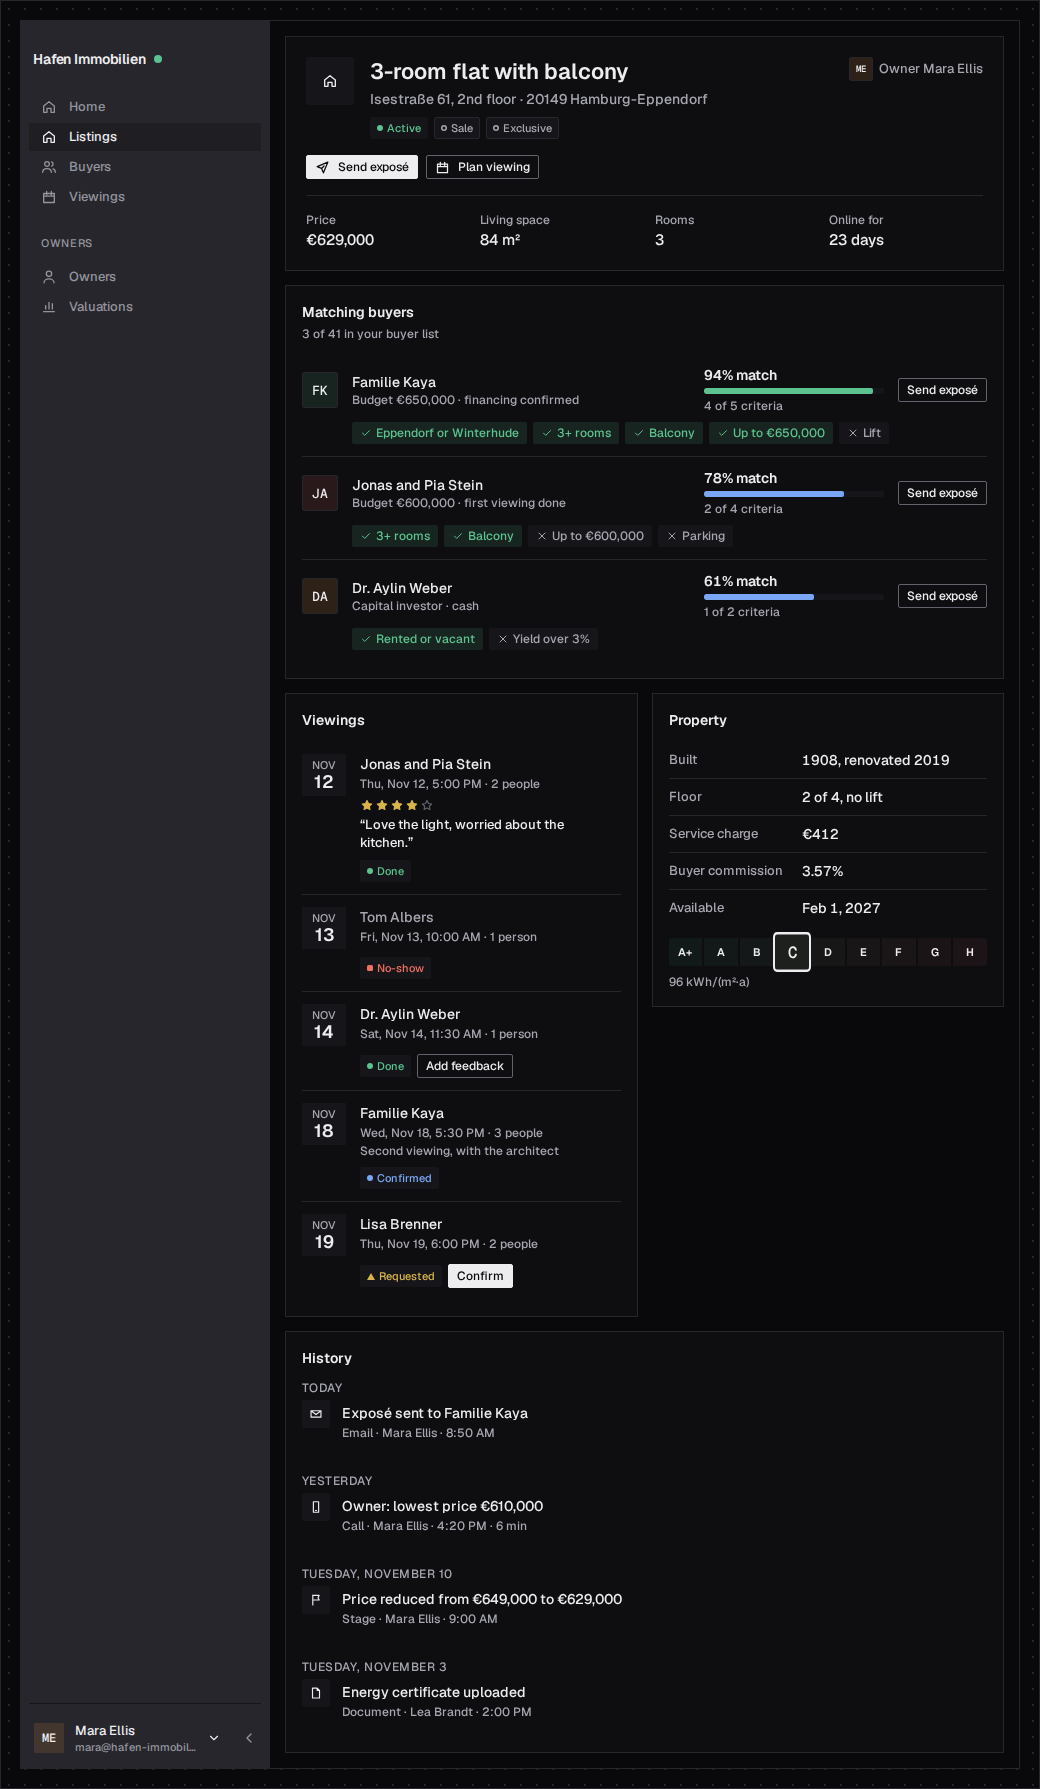 Hafen Immobilien
Home
Listings
Buyers
Viewings
OWNERS
Owners
Valuations
ME
Mara Ellis
mara@hafen-immobil...
3-room flat with balcony
Isestraße 61, 2nd floor · 20149 Hamburg-Eppendorf
Active
Sale
Exclusive
ME
Owner Mara Ellis
Send exposé
Plan viewing
Price
€629,000
Living space
84 m²
Rooms
3
Online for
23 days
Matching buyers
3 of 41 in your buyer list
FK
Familie Kaya
Budget €650,000 · financing confirmed
94% match
4 of 5 criteria
Send exposé
Eppendorf or Winterhude
3+ rooms
Balcony
Up to €650,000
Lift
JA
Jonas and Pia Stein
Budget €600,000 · first viewing done
78% match
2 of 4 criteria
Send exposé
3+ rooms
Balcony
Up to €600,000
Parking
DA
Dr. Aylin Weber
Capital investor · cash
61% match
1 of 2 criteria
Send exposé
Rented or vacant
Yield over 3%
Viewings
NOV
12
Jonas and Pia Stein
Thu, Nov 12, 5:00 PM · 2 people
“Love the light, worried about the
kitchen.”
Done
NOV
13
Tom Albers
Fri, Nov 13, 10:00 AM · 1 person
No-show
NOV
14
Dr. Aylin Weber
Sat, Nov 14, 11:30 AM · 1 person
Done
Add feedback
NOV
18
Familie Kaya
Wed, Nov 18, 5:30 PM · 3 people
Second viewing, with the architect
Confirmed
NOV
19
Lisa Brenner
Thu, Nov 19, 6:00 PM · 2 people
Requested
Confirm
Property
Built
1908, renovated 2019
Floor
2 of 4, no lift
Service charge
€412
Buyer commission
3.57%
Available
Feb 1, 2027
A+
A
B
C
D
E
F
G
H
96 kWh/(m²·a)
History
TODAY
Exposé sent to Familie Kaya
Email · Mara Ellis · 8:50 AM
YESTERDAY
Owner: lowest price €610,000
Call · Mara Ellis · 4:20 PM · 6 min
TUESDAY, NOVEMBER 10
Price reduced from €649,000 to €629,000
Stage · Mara Ellis · 9:00 AM
TUESDAY, NOVEMBER 3
Energy certificate uploaded
Document · Lea Brandt · 2:00 PM